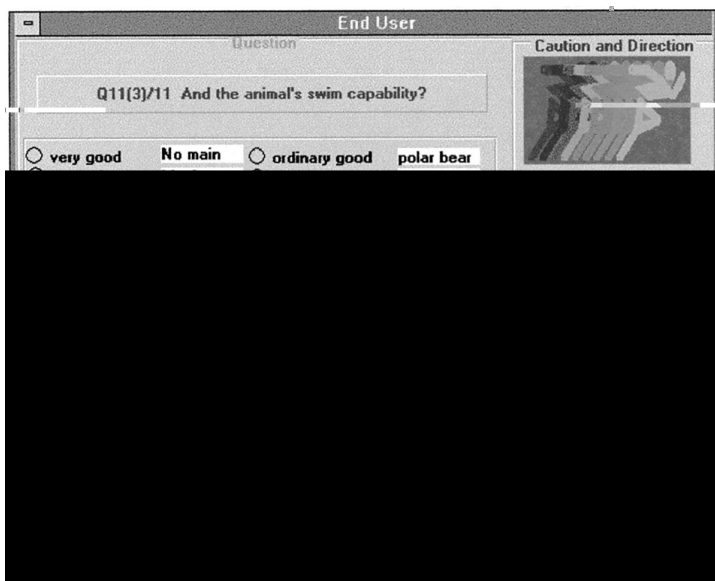 End User
Question
Caution and Direction
Q11(3)/11 And the animal's swim capability?
very good No main ordinary good polar bear